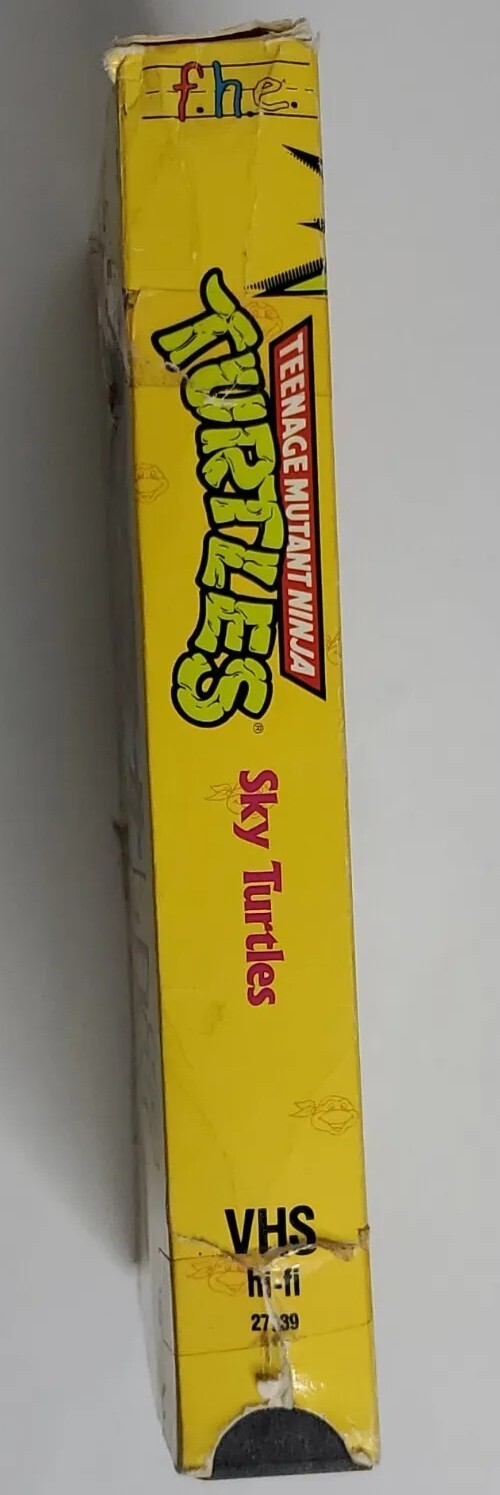 f.h.e.
TEENAGE MUTANT NINJA
TURTLES®
Sky Turtles
VHS
hi-fi